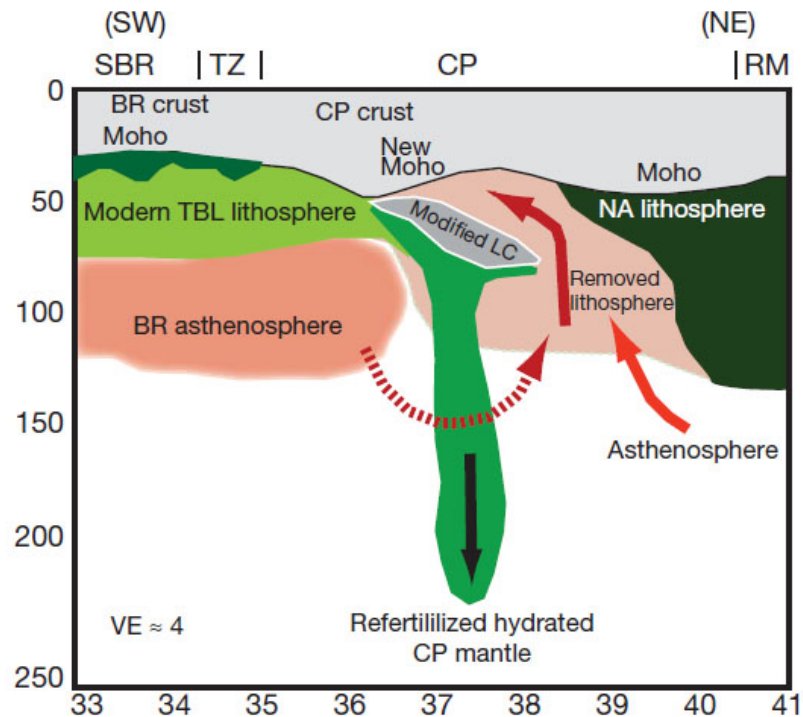 (SW) (NE)
SBR | TZ | CP | RM
0
BR crust
CP crust
Moho
New
Moho
Moho
50
Modern TBL lithosphere
Modified LC
NA lithosphere
Removed
lithosphere
100
BR asthenosphere
150
Asthenosphere
200
VE ≈ 4
Refertililized hydrated
CP mantle
250
33 34 35 36 37 38 39 40 41